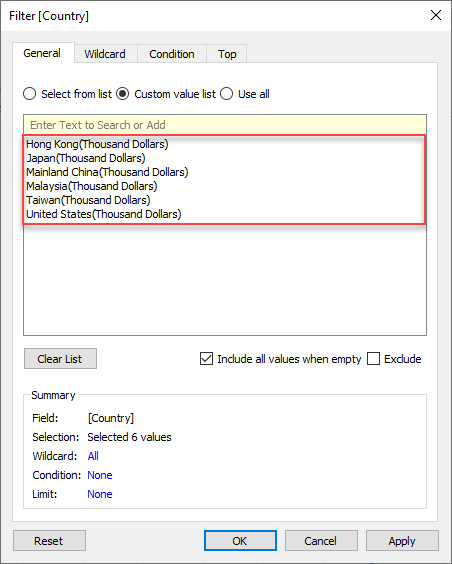 Filter [Country]
General Wildcard Condition Top
Select from list Custom value list Use all
Enter Text to Search or Add
Hong Kong(Thousand Dollars)
Japan(Thousand Dollars)
Mainland China(Thousand Dollars)
Malaysia(Thousand Dollars)
Taiwan(Thousand Dollars)
United States(Thousand Dollars)
Clear List Include all values when empty Exclude
Summary
Field: [Country]
Selection: Selected 6 values
Wildcard: All
Condition: None
Limit: None
Reset OK Cancel Apply